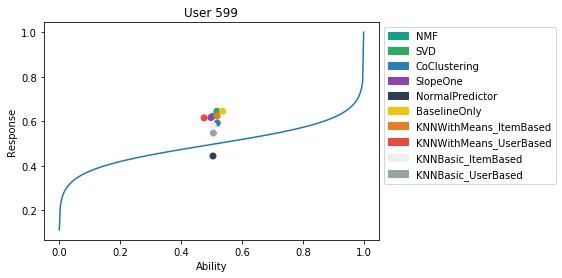 User 599
Response
1.0
0.8
0.6
0.4
0.2
0.0
0.2
0.4
0.6
0.8
1.0
Ability
NMF
SVD
CoClustering
SlopeOne
NormalPredictor
BaselineOnly
KNNWithMeans_ItemBased
KNNWithMeans_UserBased
KNNBasic_ItemBased
KNNBasic_UserBased